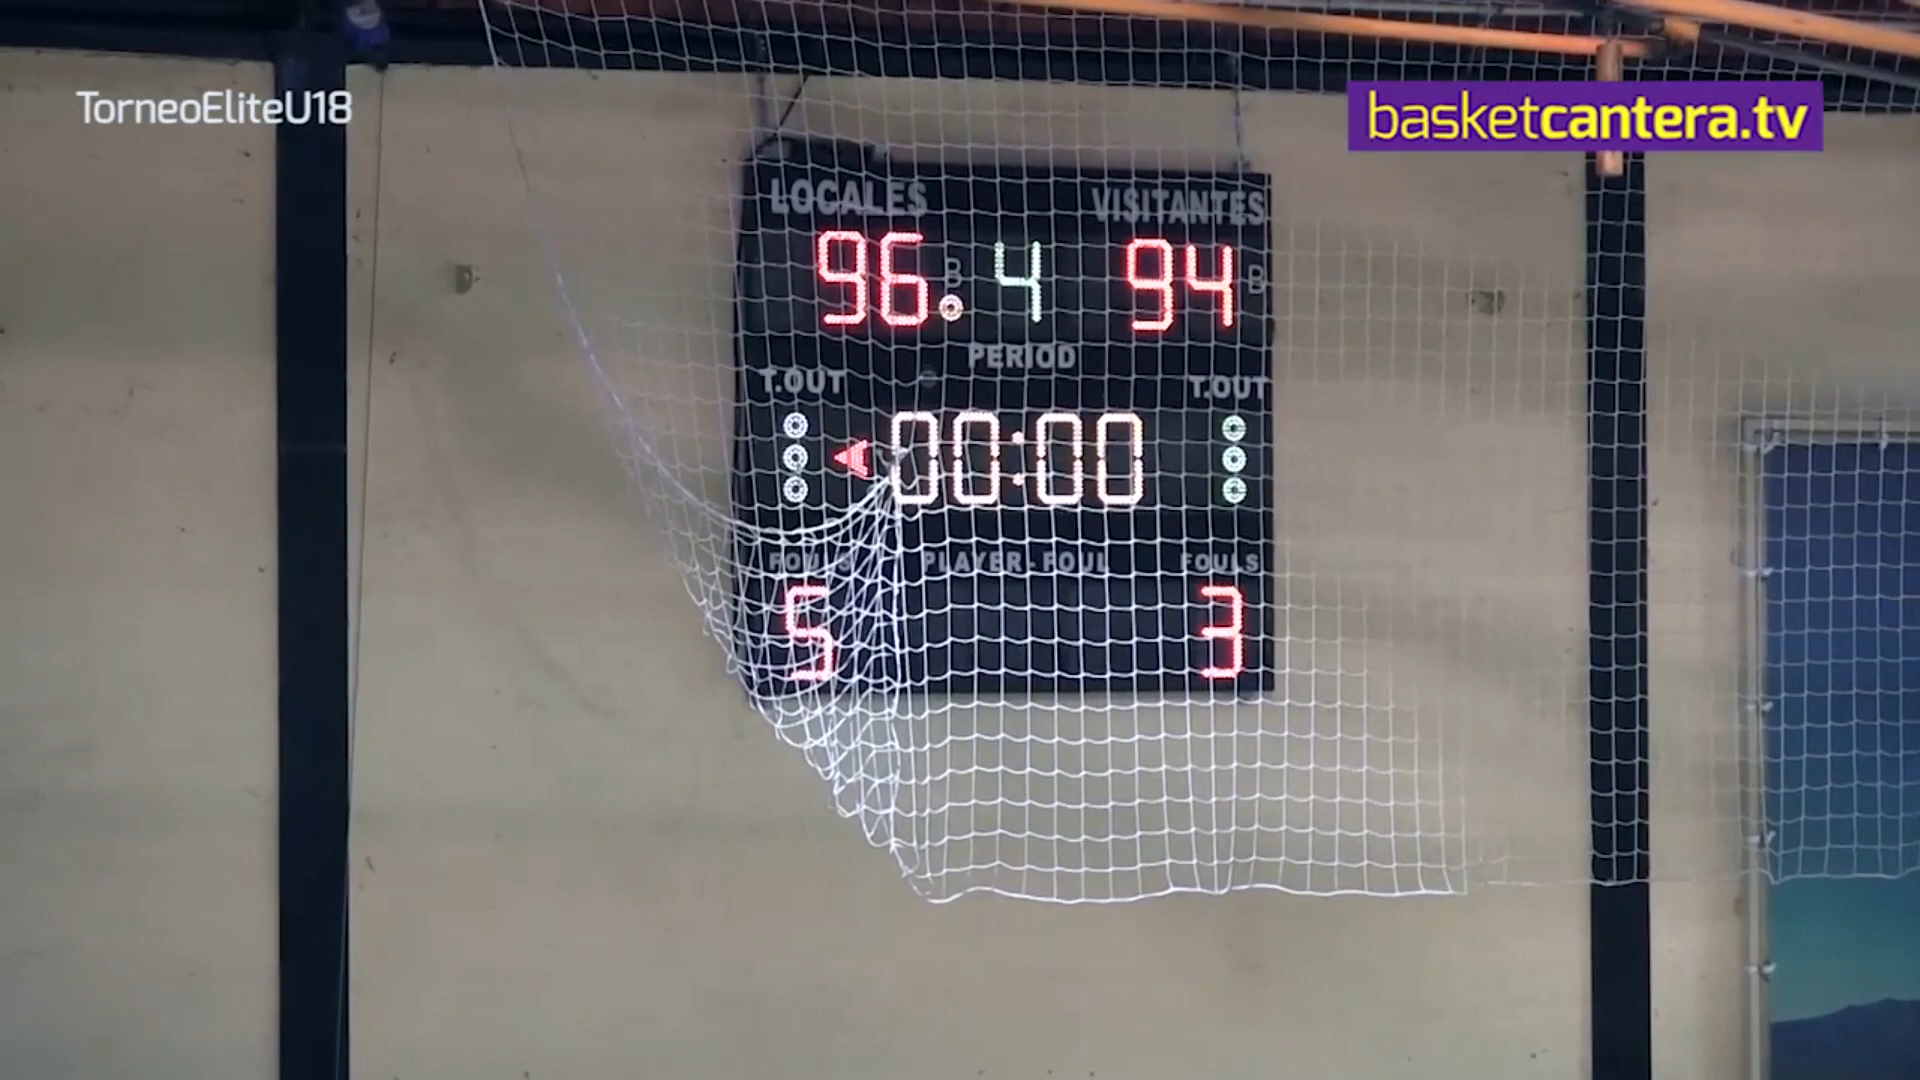 TorneoEliteU18
basketcantera.tv
LOCALES VISITANTES
96 B 4 94 B
PERIOD
T.OUT T.OUT
00:00
FOULS PLAYER-FOUL FOULS
5 3